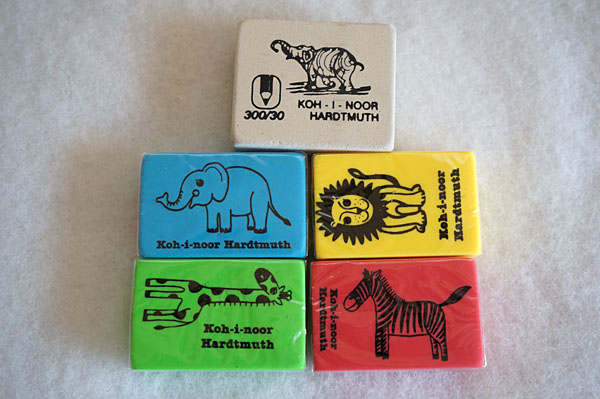 300/30
KOH - I - NOOR
HARDTMUTH
Koh-i-noor Hardtmuth
Koh-i-noor
Hardtmuth
Koh-i-noor
Hardtmuth
Koh-i-noor
Hardtmuth